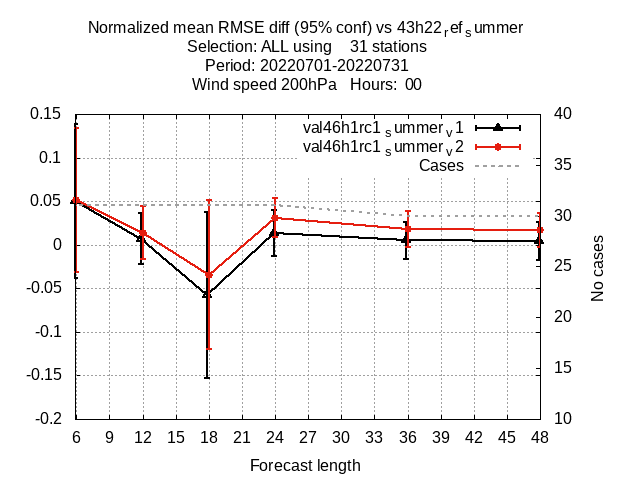 Normalized mean RMSE diff (95% conf) vs 43h22refsummer
Selection: ALL using 31 stations
Period: 20220701-20220731
Wind speed 200hPa Hours: 00
val46h1rc1summerv1
val46h1rc1summerv2
Cases
0.15
0.1
0.05
0
-0.05
-0.1
-0.15
-0.2
40
35
30
25
20
15
10
No cases
6 9 12 15 18 21 24 27 30 33 36 39 42 45 48
Forecast length